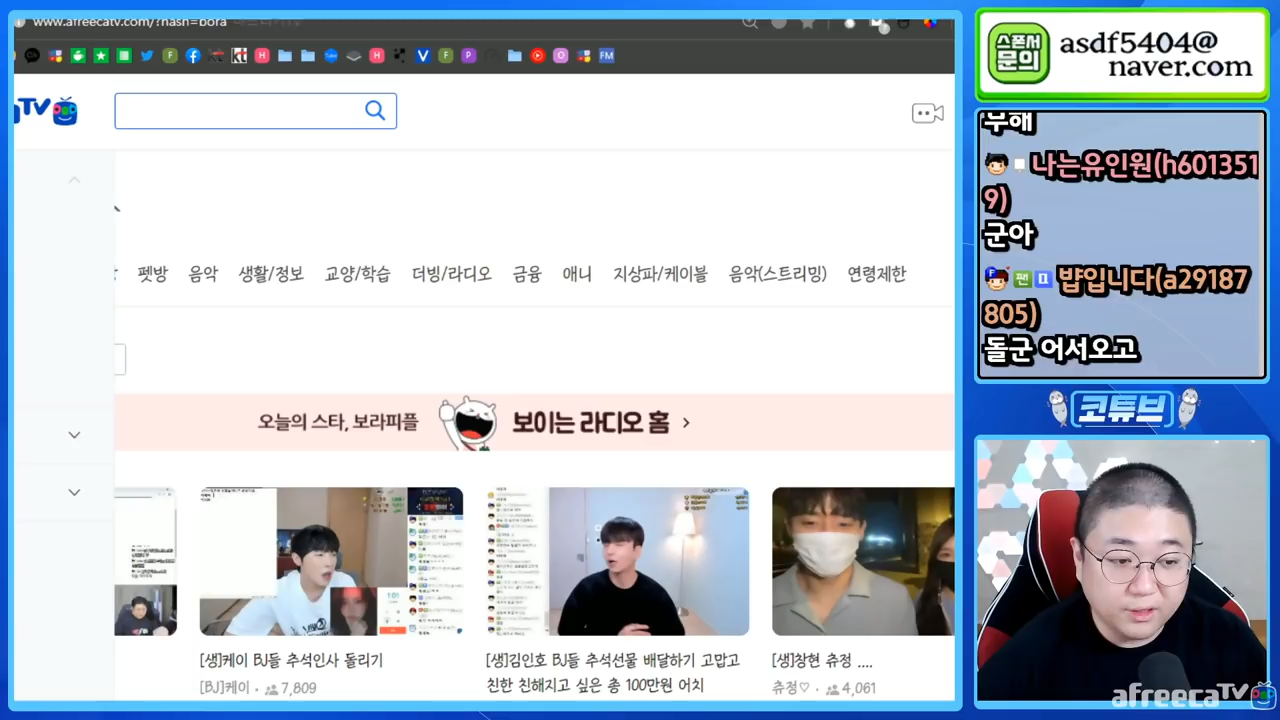 www.afreecatv.com/?hash=bora
TV
펫방 음악 생활/정보 교양/학습 더빙/라디오 금융 애니 지상파/케이블 음악(스트리밍) 연령제한
오늘의 스타, 보라피플 보이는 라디오 홈 >
[생]케이 BJ들 추석인사 돌리기
[BJ]케이 · 7,809
[생]김인호 BJ들 추석선물 배달하기 고맙고
친한 친해지고 싶은 총 100만원 어치
[생]창현 츄정 ....
츄정♡ · 4,061
스폰서
문의
asdf5404@
naver.com
부해
나는유인원(h601351
9)
군아
팬 뱝입니다(a29187
805)
돌군 어서오고
코튜브
afreecaTV